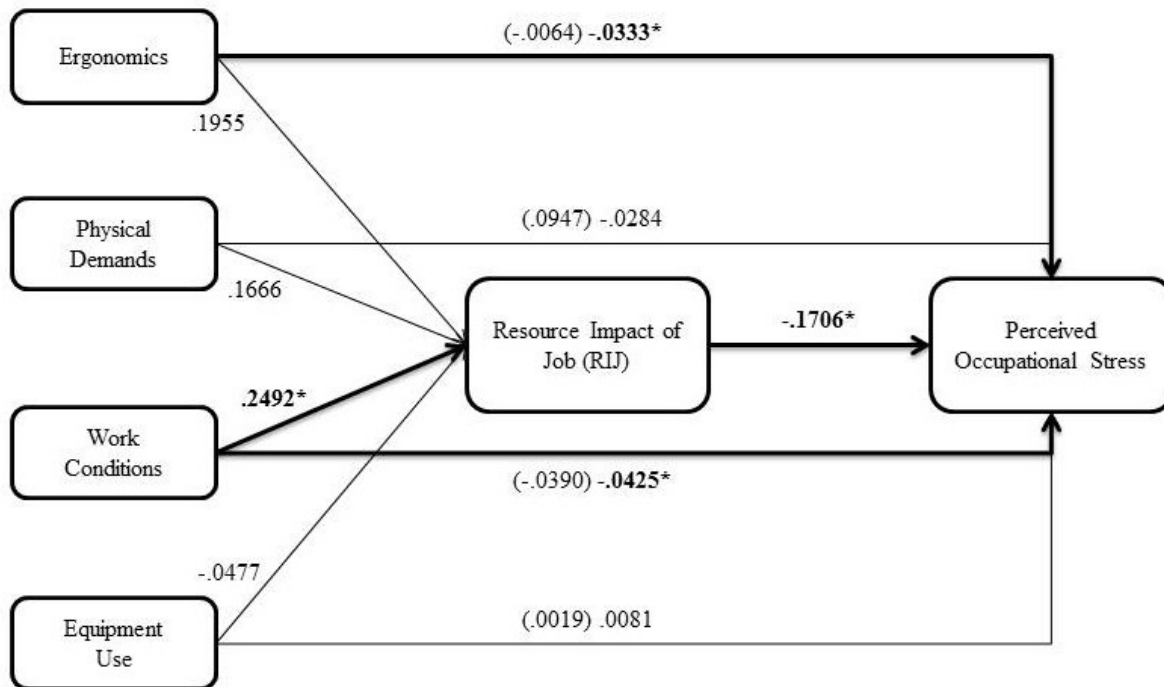 (-.0064) -.0333*
Ergonomics
.1955
Physical
Demands
(.0947) -.0284
.1666
Resource Impact of
Job (RIJ)
-.1706*
Perceived
Occupational Stress
.2492*
Work
Conditions
(-.0390) -.0425*
-.0477
Equipment
Use
(.0019) .0081